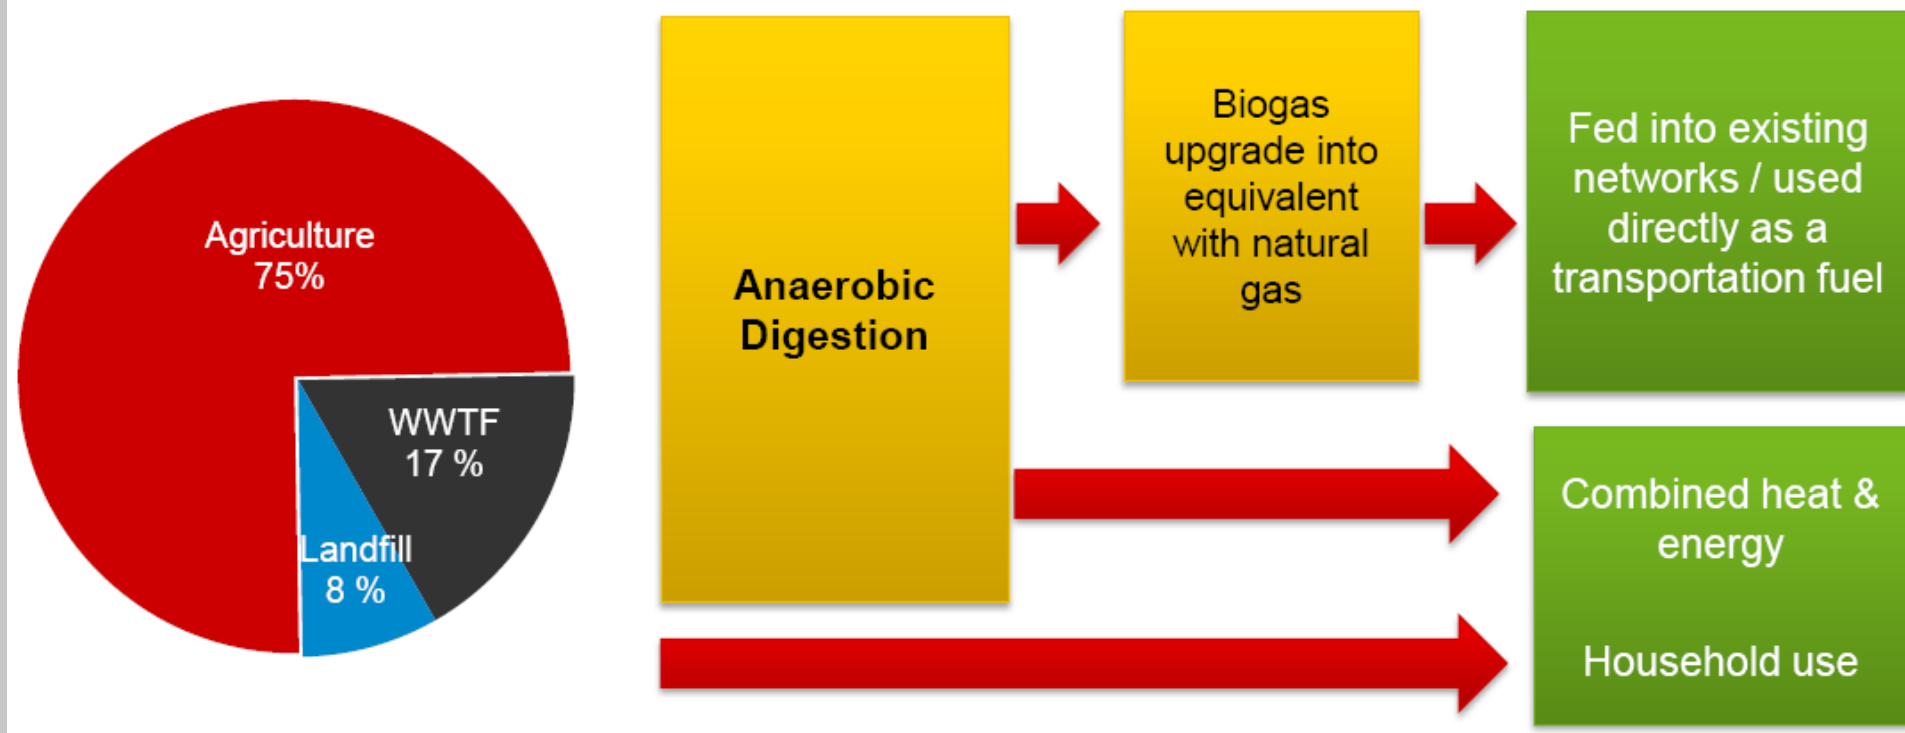 Agriculture
75%
WWTF
17 %
Landfill
8 %
Anaerobic
Digestion
Biogas
upgrade into
equivalent
with natural
gas
Fed into existing
networks / used
directly as a
transportation fuel
Combined heat &
energy
Household use